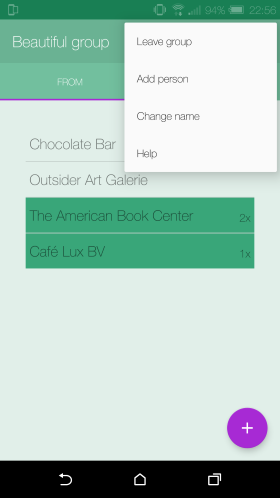 94% 22:56
Beautiful group
Leave group
Add person
Change name
Help
FROM
Chocolate Bar
Outsider Art Galerie
The American Book Center 2x
Café Lux BV 1x